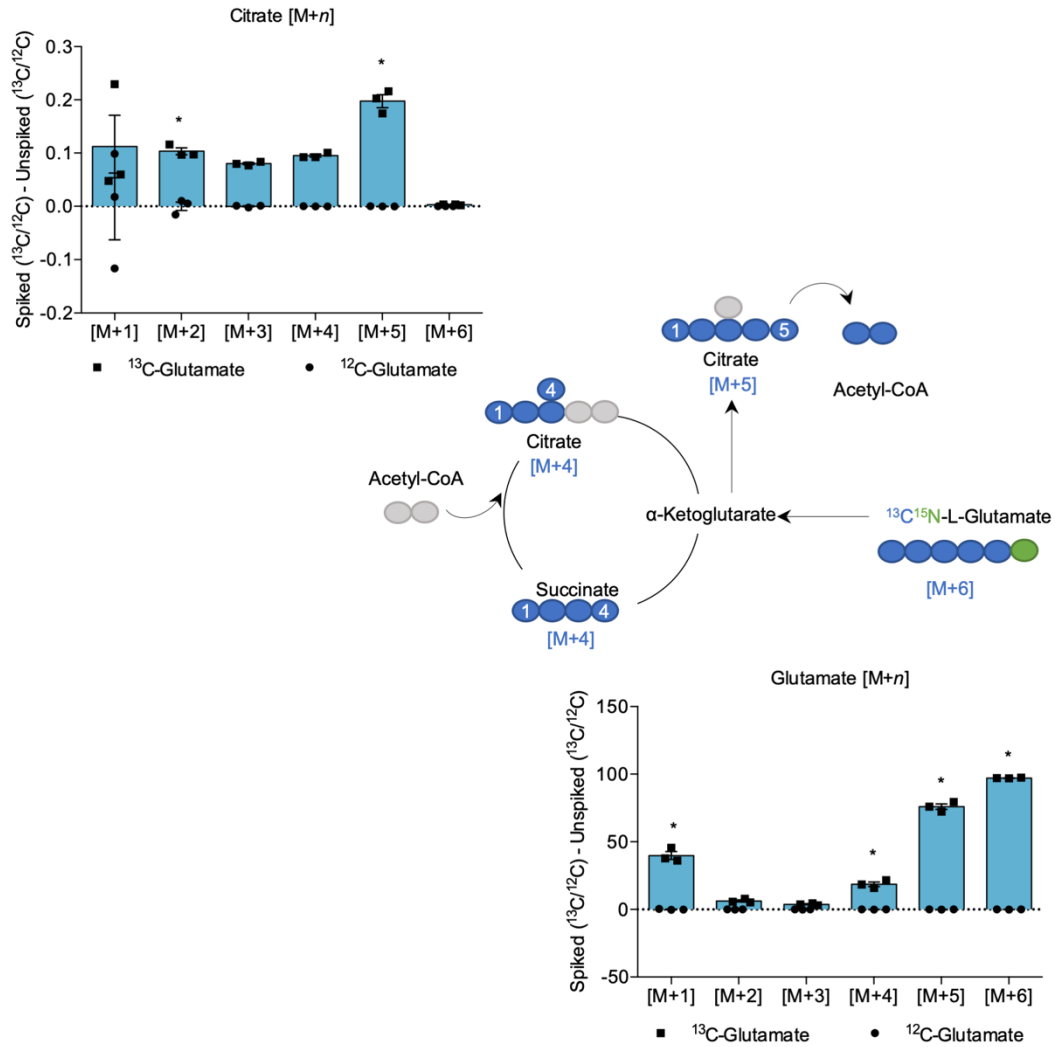 Citrate [M+n]
Spiked (¹³C/¹²C) - Unspiked (¹³C/¹²C)
0.3
0.2
0.1
0.0
-0.1
-0.2
[M+1] [M+2] [M+3] [M+4] [M+5] [M+6]
* *
¹³C-Glutamate ¹²C-Glutamate
1 5
Citrate
[M+5]
Acetyl-CoA
4
1
Citrate
[M+4]
Acetyl-CoA
α-Ketoglutarate
¹³C¹⁵N-L-Glutamate
[M+6]
Succinate
1 4
[M+4]
Glutamate [M+n]
Spiked (¹³C/¹²C) - Unspiked (¹³C/¹²C)
150
100
50
0
-50
* * * *
[M+1] [M+2] [M+3] [M+4] [M+5] [M+6]
¹³C-Glutamate ¹²C-Glutamate